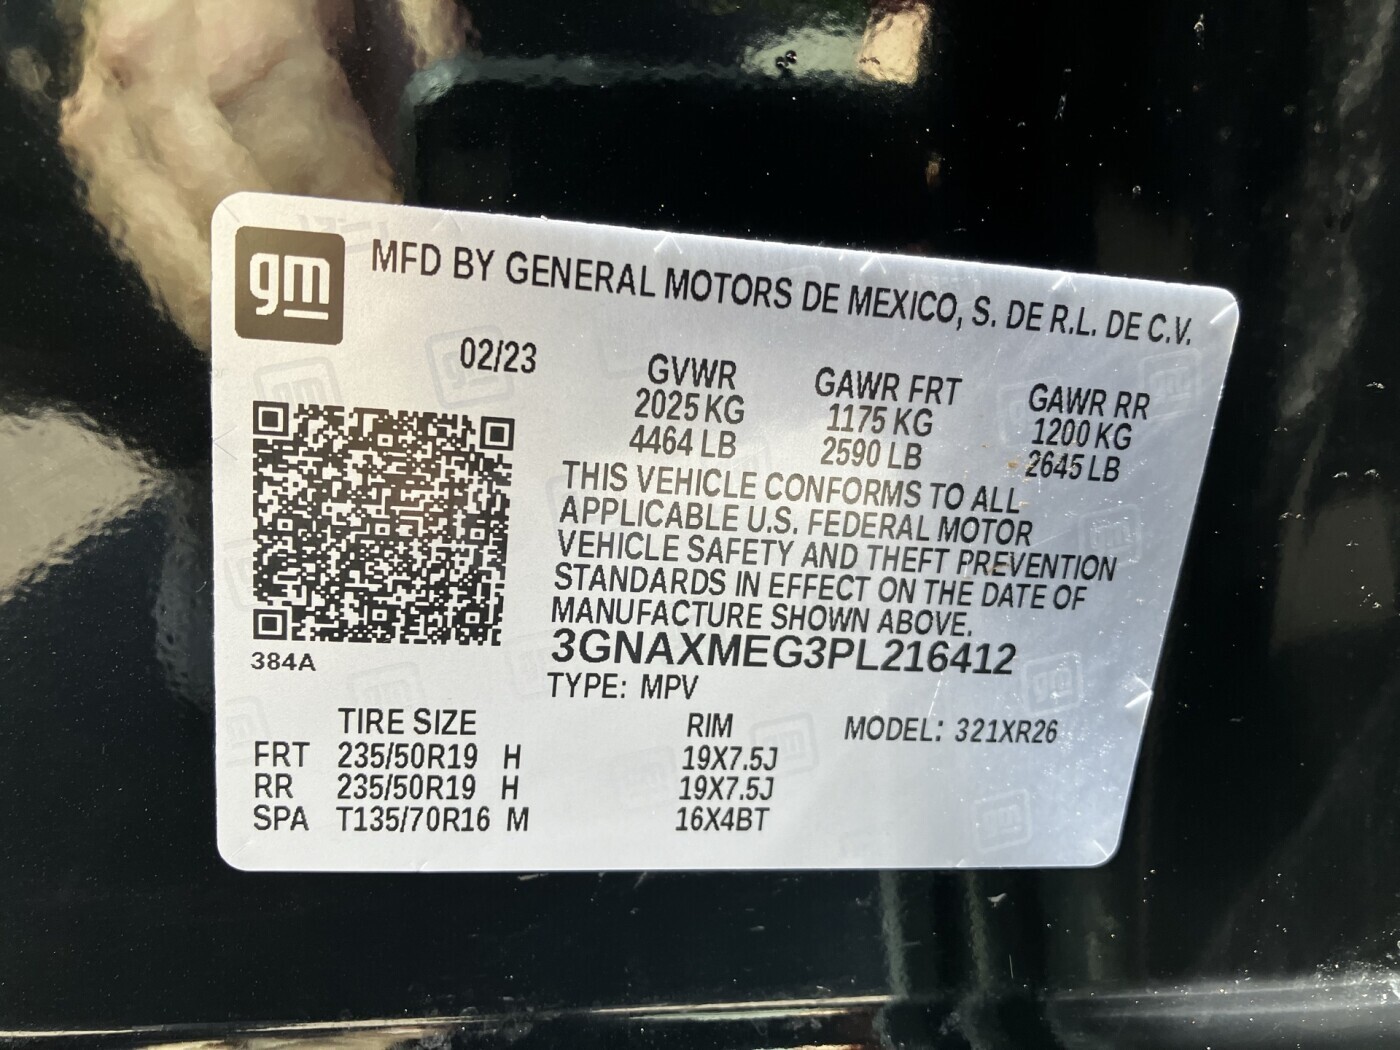 gm
MFD BY GENERAL MOTORS DE MEXICO, S. DE R.L. DE C.V.
02/23
GVWR GAWR FRT GAWR RR
2025 KG 1175 KG 1200 KG
4464 LB 2590 LB 2645 LB
THIS VEHICLE CONFORMS TO ALL
APPLICABLE U.S. FEDERAL MOTOR
VEHICLE SAFETY AND THEFT PREVENTION
STANDARDS IN EFFECT ON THE DATE OF
MANUFACTURE SHOWN ABOVE.
3GNAXMEG3PL216412
384A
TYPE: MPV
TIRE SIZE RIM MODEL: 321XR26
FRT 235/50R19 H 19X7.5J
RR 235/50R19 H 19X7.5J
SPA T135/70R16 M 16X4BT